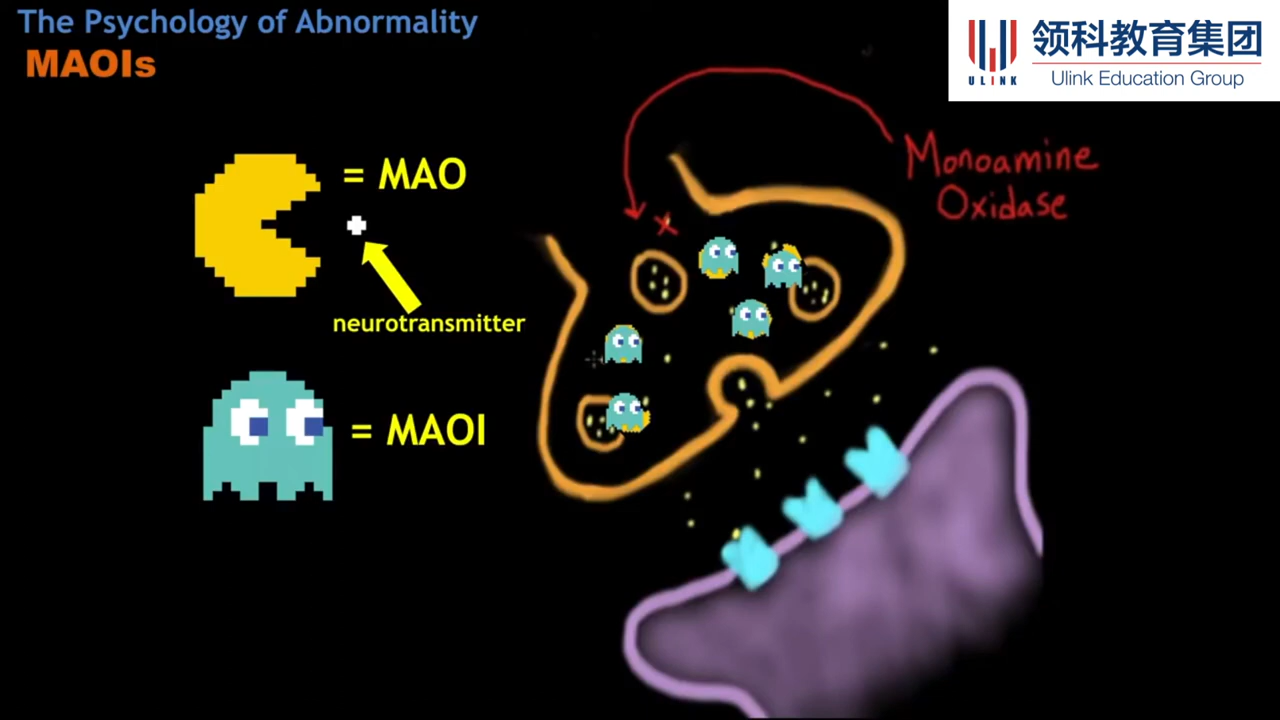 The Psychology of Abnormality
MAOIs
ULINK
领科教育集团
Ulink Education Group
= MAO
neurotransmitter
= MAOI
Monoamine
Oxidase